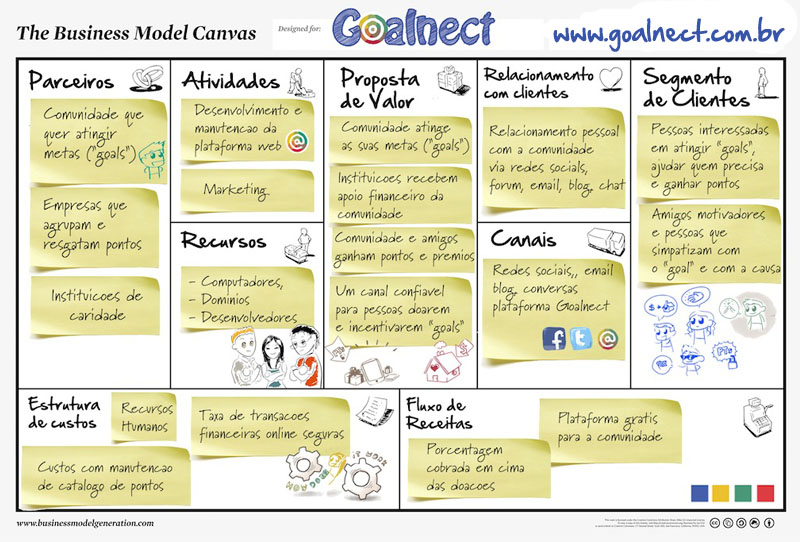 The Business Model Canvas
Designed for:
Goalnect
www.goalnect.com.br
Parceiros
Comunidade que
quer atingir
metas ("goals")
Empresas que
agrupam e
resgatam pontos
Instituicoes de
caridade
Atividades
Desenvolvimento e
manutencao da
plataforma web
Marketing
Recursos
- Computadores,
- Dominios
- Desenvolvedores
Proposta
de Valor
Comunidade atinge
as suas metas ("goals")
Instituicoes recebem
apoio financeiro da
comunidade
Comunidade e amigos
ganham pontos e premios
Um canal confiavel
para pessoas doarem
e incentivarem "goals"
Relacionamento
com clientes
Relacionamento pessoal
com a comunidade
via redes sociais,
forum, email, blog, chat
Canais
Redes sociais,, email
blog, conversas
plataforma Goalnect
Segmento
de Clientes
Pessoas interessadas
em atingir "goals",
ajudar quem precisa
e ganhar pontos
Amigos motivadores
e pessoas que
simpatizam com
o "goal" e com a causa
Estrutura
de custos
Recursos
Humanos
Taxa de transacoes
financeiras online seguras
Custos com manutencao
de catalogo de pontos
Fluxo de
Receitas
Plataforma gratis
para a comunidade
Porcentagem
cobrada em cima
das doacoes
www.businessmodelgeneration.com